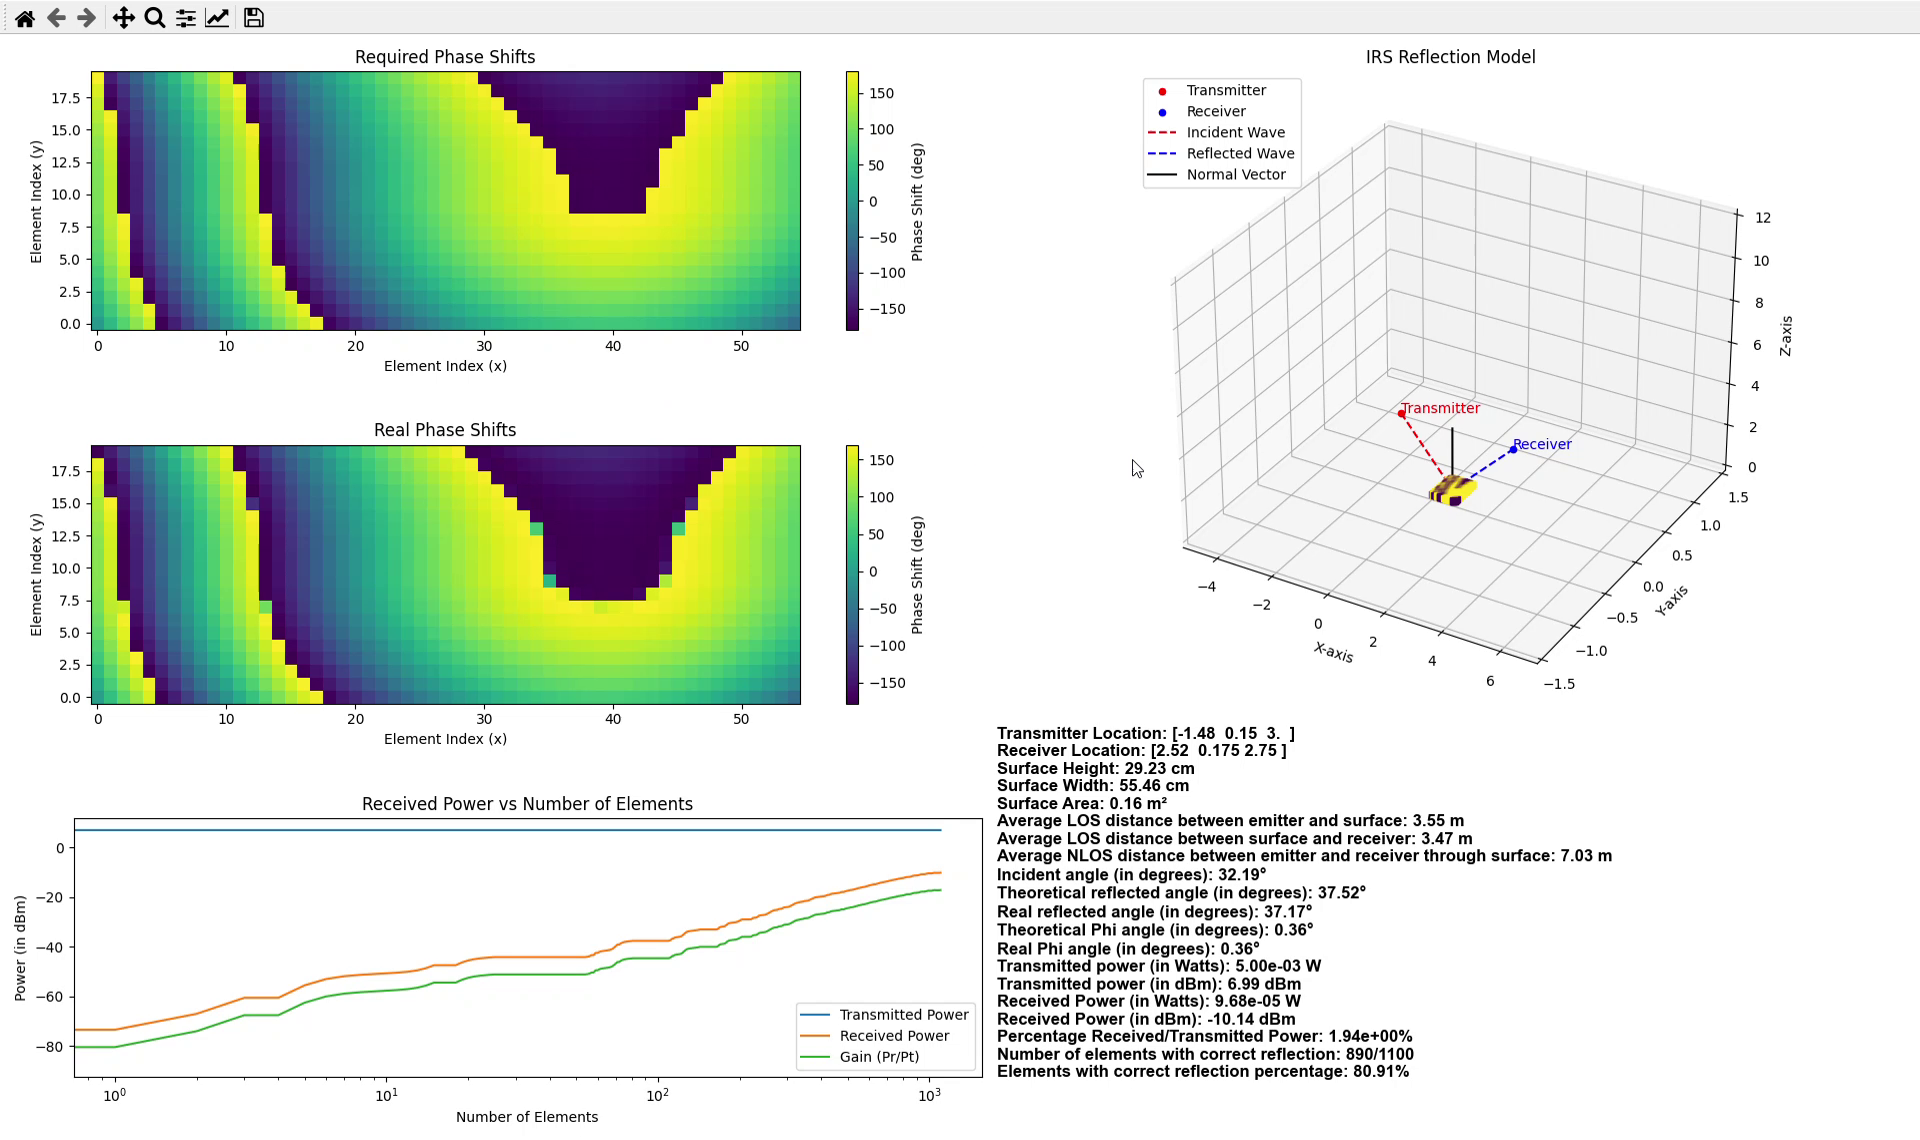 Required Phase Shifts
17.5
15.0
12.5
10.0
7.5
5.0
2.5
0.0
Element Index (y)
0 10 20 30 40 50
Element Index (x)
150
100
50
0
−50
−100
−150
Phase Shift (deg)
Real Phase Shifts
17.5
15.0
12.5
10.0
7.5
5.0
2.5
0.0
Element Index (y)
0 10 20 30 40 50
Element Index (x)
150
100
50
0
−50
−100
−150
Phase Shift (deg)
Received Power vs Number of Elements
0
−20
−40
−60
−80
Power (in dBm)
Transmitted Power
Received Power
Gain (Pr/Pt)
10⁰ 10¹ 10² 10³
Number of Elements
IRS Reflection Model
Transmitter
Receiver
Incident Wave
Reflected Wave
Normal Vector
Transmitter
Receiver
12
10
8
6
4
2
0
Z-axis
1.5
1.0
0.5
0.0
−0.5
−1.0
−1.5
Y-axis
−4
−2
0
2
4
6
X-axis
Transmitter Location: [-1.48  0.15  3.  ]
Receiver Location: [2.52  0.175 2.75 ]
Surface Height: 29.23 cm
Surface Width: 55.46 cm
Surface Area: 0.16 m²
Average LOS distance between emitter and surface: 3.55 m
Average LOS distance between surface and receiver: 3.47 m
Average NLOS distance between emitter and receiver through surface: 7.03 m
Incident angle (in degrees): 32.19°
Theoretical reflected angle (in degrees): 37.52°
Real reflected angle (in degrees): 37.17°
Theoretical Phi angle (in degrees): 0.36°
Real Phi angle (in degrees): 0.36°
Transmitted power (in Watts): 5.00e-03 W
Transmitted power (in dBm): 6.99 dBm
Received Power (in Watts): 9.68e-05 W
Received Power (in dBm): -10.14 dBm
Percentage Received/Transmitted Power: 1.94e+00%
Number of elements with correct reflection: 890/1100
Elements with correct reflection percentage: 80.91%